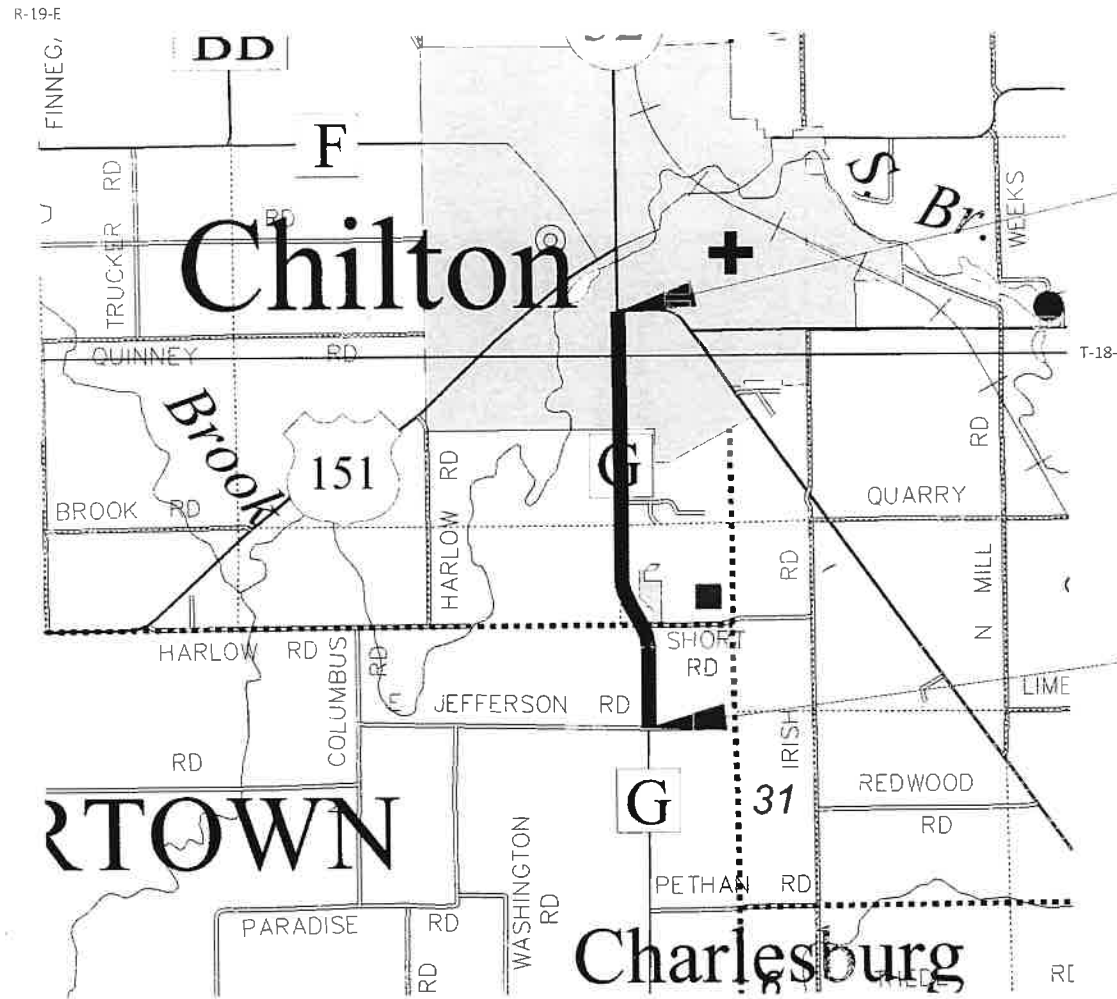 R-19-E
FINNEG
DD
F
TRUCKER RD
RD
Chilton
S. Br.
WEEKS
QUINNEY RD
T-18-
Brook
151
G
HARLOW RD
BROOK RD
QUARRY
RD
N MILL
RD
HARLOW RD
COLUMBUS
RD
SHORT
RD
E JEFFERSON RD
LIME
IRISH
RD
G
31
REDWOOD
RD
RTOWN
WASHINGTON
RD
PETHAN RD
PARADISE RD
RD
Charlesburg
RD